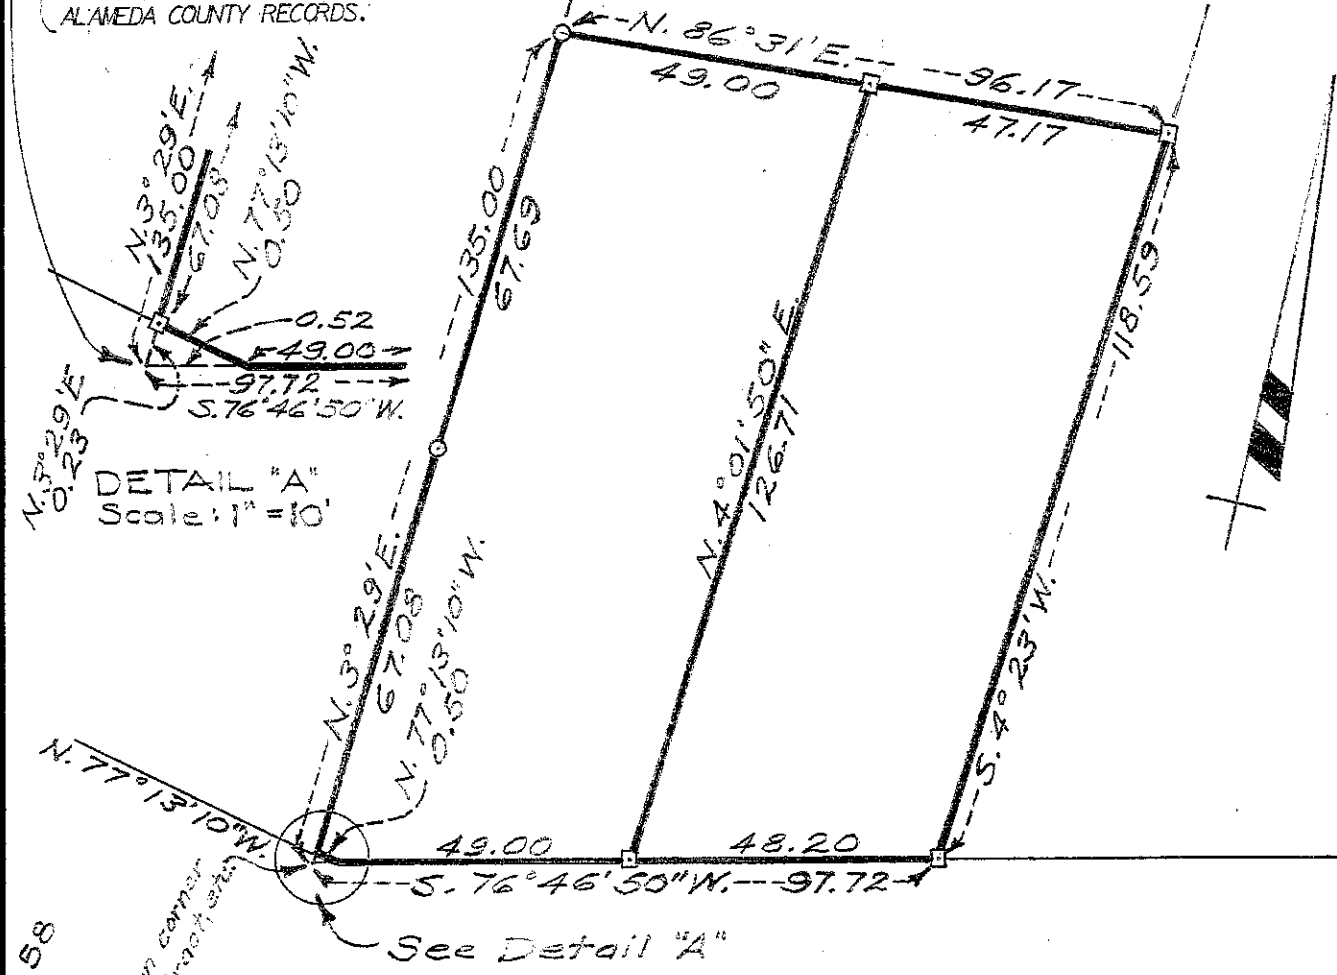 ALAMEDA COUNTY RECORDS.
N. 86°31' E.
96.17
49.00
47.17
N. 3° 29' E.
135.00
67.08
N. 77°13'10" W.
0.50
0.52
49.00
97.72
S. 76°46'50" W.
N. 3° 29' E
0.23
DETAIL "A"
Scale: 1" = 10'
135.00
67.69
N. 4° 01' 50" E.
126.71
118.59
S. 4° 23' W.
N. 3° 29' E.
67.08
N. 77° 13' 10" W.
0.50
N. 77° 13' 10" W.
49.00
48.20
S. 76° 46' 50" W.
97.72
See Detail "A"
corner
58